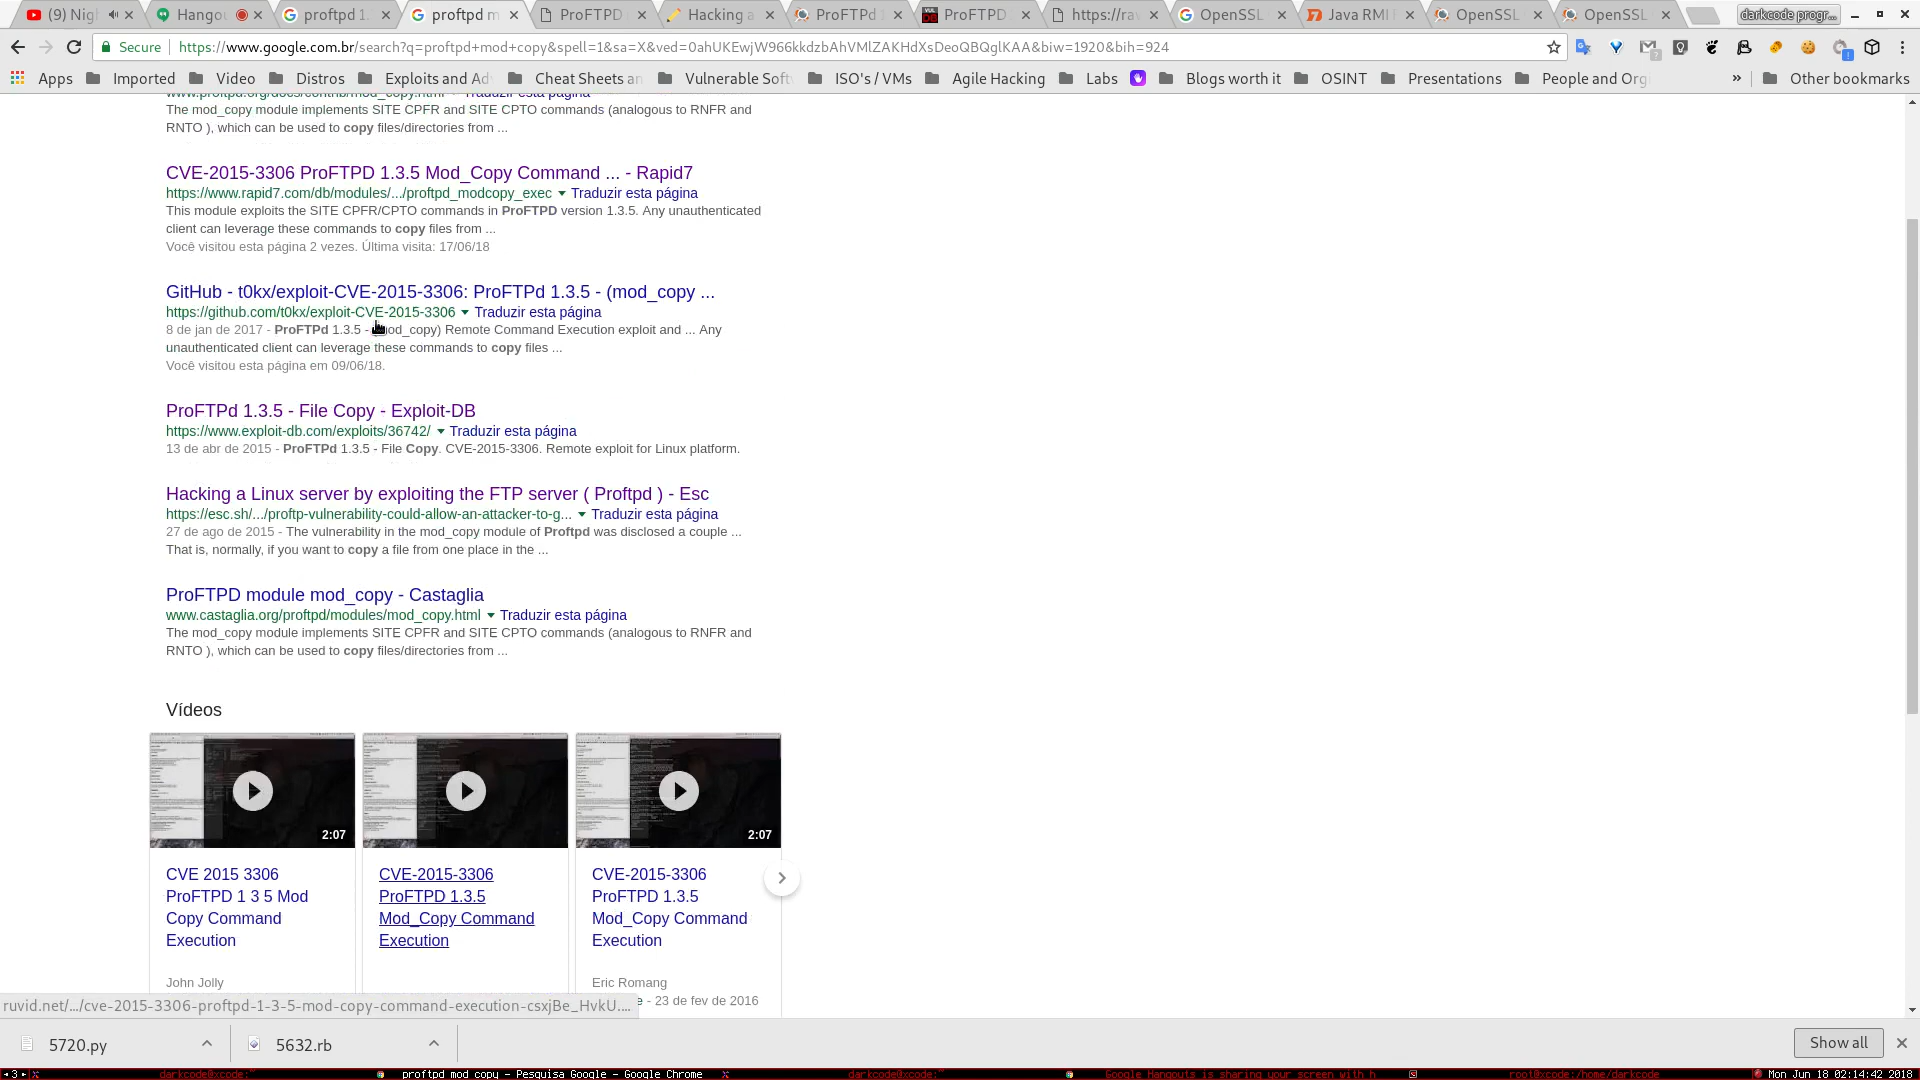 (9) Nig
Hangou
proftpd 1.
proftpd m
ProFTPD
Hacking a
ProFTPd
ProFTPD
https://ra
OpenSSL
Java RMI
OpenSSL
OpenSSL
darkcode progr...
Secure
https://www.google.com.br/search?q=proftpd+mod+copy&spell=1&sa=X&ved=0ahUKEwjW966kkdzbAhVMlZAKHdXsDeoQBQglKAA&biw=1920&bih=924
Apps
Imported
Video
Distros
Exploits and Ad
Cheat Sheets an
Vulnerable Soft
ISO's / VMs
Agile Hacking
Labs
Blogs worth it
OSINT
Presentations
People and Org
»
Other bookmarks
www.proftpd.org/docs/contrib/mod_copy.html Traduzir esta página
The mod_copy module implements SITE CPFR and SITE CPTO commands (analogous to RNFR and
RNTO ), which can be used to copy files/directories from ...
CVE-2015-3306 ProFTPD 1.3.5 Mod_Copy Command ... - Rapid7
https://www.rapid7.com/db/modules/.../proftpd_modcopy_exec Traduzir esta página
This module exploits the SITE CPFR/CPTO commands in ProFTPD version 1.3.5. Any unauthenticated
client can leverage these commands to copy files from ...
Você visitou esta página 2 vezes. Última visita: 17/06/18
GitHub - t0kx/exploit-CVE-2015-3306: ProFTPd 1.3.5 - (mod_copy ...
https://github.com/t0kx/exploit-CVE-2015-3306 Traduzir esta página
8 de jan de 2017 - ProFTPd 1.3.5 - (mod_copy) Remote Command Execution exploit and ... Any
unauthenticated client can leverage these commands to copy files ...
Você visitou esta página em 09/06/18.
ProFTPd 1.3.5 - File Copy - Exploit-DB
https://www.exploit-db.com/exploits/36742/ Traduzir esta página
13 de abr de 2015 - ProFTPd 1.3.5 - File Copy. CVE-2015-3306. Remote exploit for Linux platform.
Hacking a Linux server by exploiting the FTP server ( Proftpd ) - Esc
https://esc.sh/.../proftp-vulnerability-could-allow-an-attacker-to-g... Traduzir esta página
27 de ago de 2015 - The vulnerability in the mod_copy module of Proftpd was disclosed a couple ...
That is, normally, if you want to copy a file from one place in the ...
ProFTPD module mod_copy - Castaglia
www.castaglia.org/proftpd/modules/mod_copy.html Traduzir esta página
The mod_copy module implements SITE CPFR and SITE CPTO commands (analogous to RNFR and
RNTO ), which can be used to copy files/directories from ...
Vídeos
2:07
2:07
CVE 2015 3306
ProFTPD 1 3 5 Mod
Copy Command
Execution
John Jolly
CVE-2015-3306
ProFTPD 1.3.5
Mod_Copy Command
Execution
CVE-2015-3306
ProFTPD 1.3.5
Mod_Copy Command
Execution
Eric Romang
e - 23 de fev de 2016
ruvid.net/.../cve-2015-3306-proftpd-1-3-5-mod-copy-command-execution-csxjBe_HvkU....
5720.py
5632.rb
Show all
3
darkcode@xcode:~
proftpd mod copy - Pesquisa Google - Google Chrome
darkcode@xcode:~
Google Hangouts is sharing your screen with h
root@xcode:/home/darkcode
Mon Jun 18 02:14:42 2018